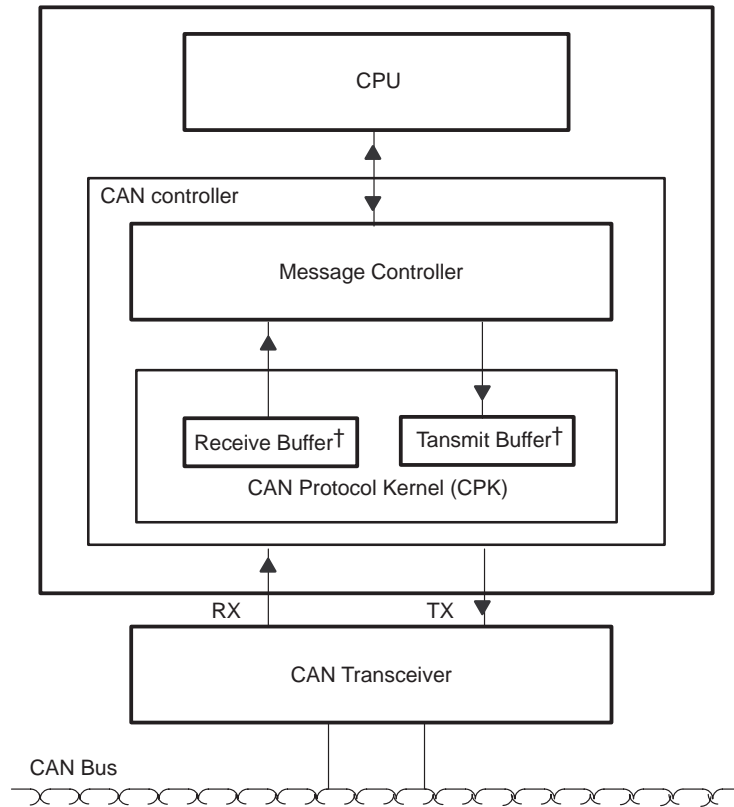 CPU
CAN controller
Message Controller
Receive Buffer†
Tansmit Buffer†
CAN Protocol Kernel (CPK)
RX
TX
CAN Transceiver
CAN Bus